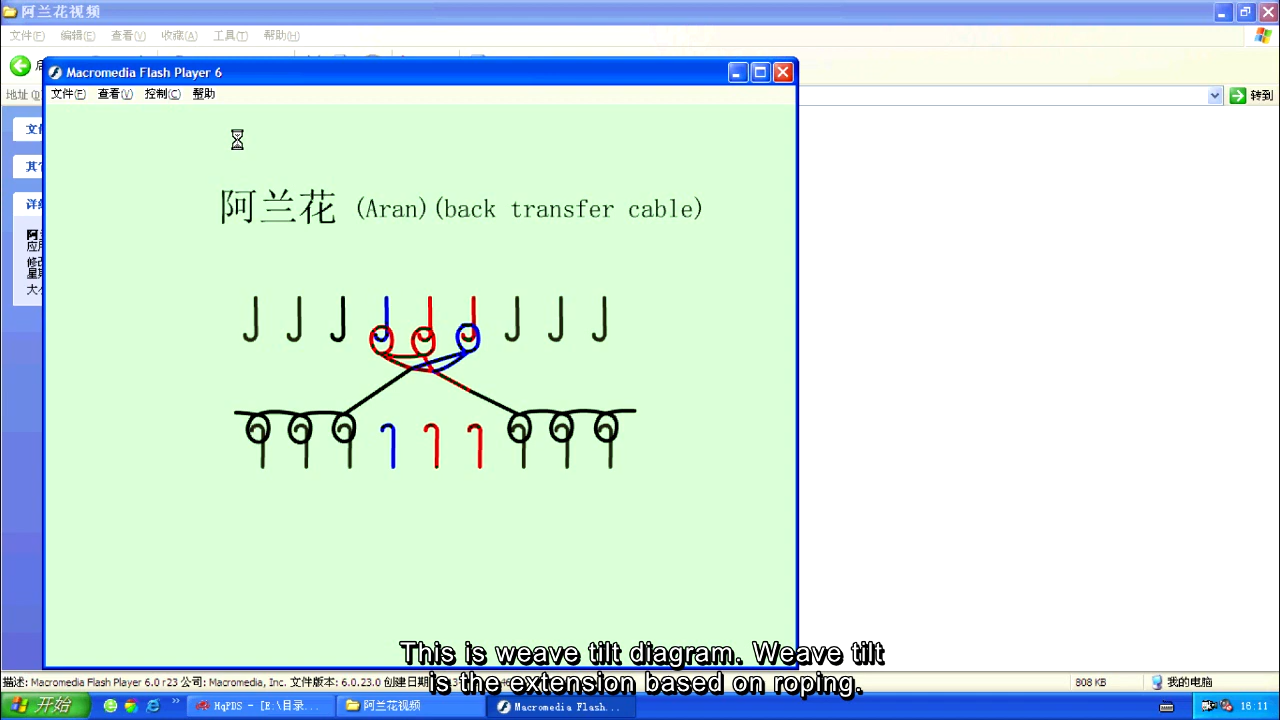 阿兰花视频
文件(F) 编辑(E) 查看(V) 收藏(A) 工具(T) 帮助(H)
Macromedia Flash Player 6
地址(D)
转到
文件(F) 查看(V) 控制(C) 帮助
阿兰花 (Aran)(back transfer cable)
This is weave tilt diagram. Weave tilt
is the extension based on roping.
描述: Macromedia Flash Player 6.0 r23 公司: Macromedia, Inc. 文件版本: 6.0.23.0 创建日期
808 KB
我的电脑
开始
HqPDS - [E:\目录...
阿兰花视频
Macromedia Flash...
16:11